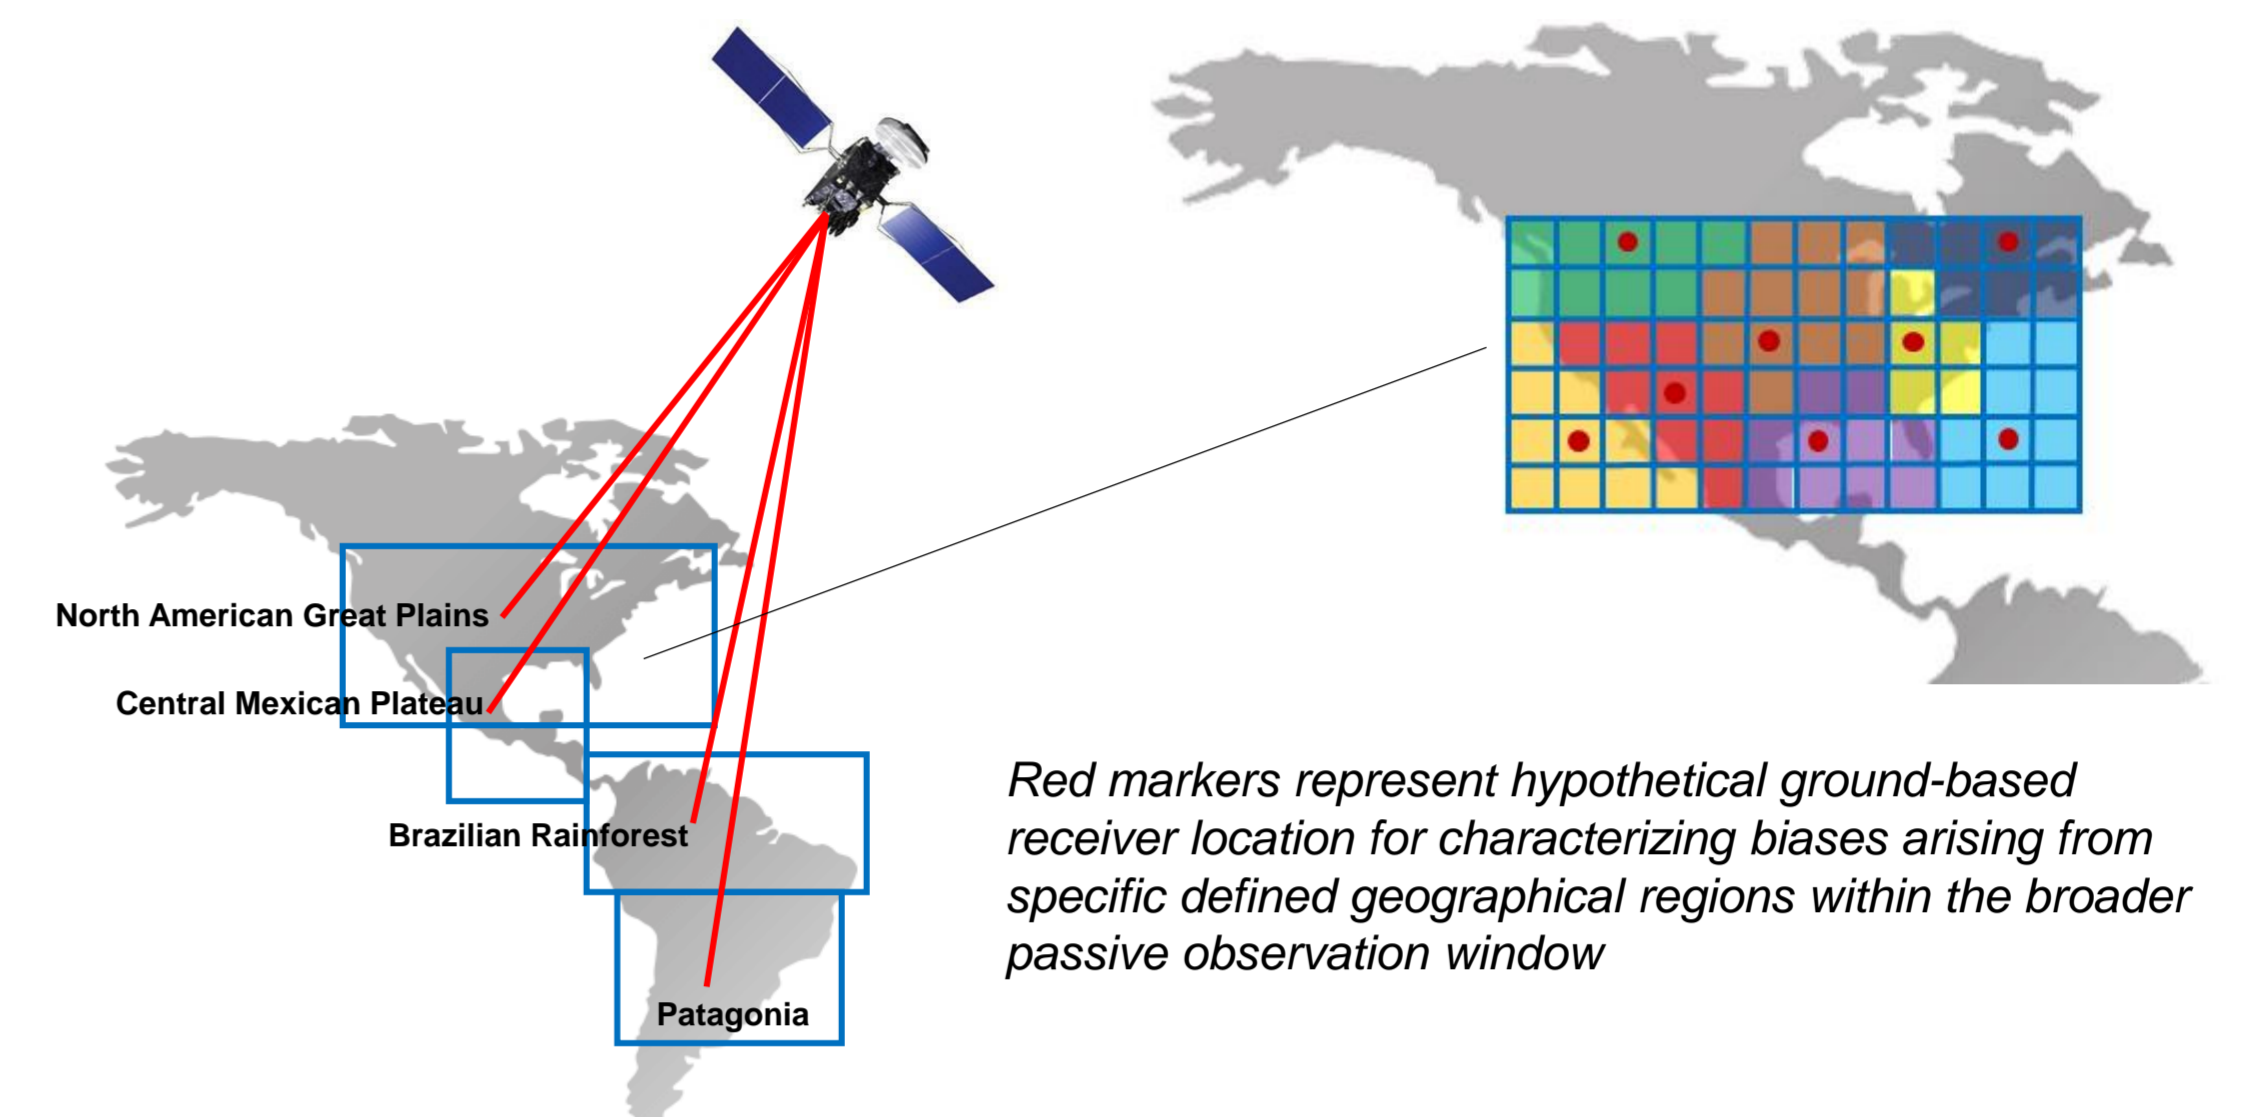 North American Great Plains
Central Mexican Plateau
Brazilian Rainforest
Patagonia
Red markers represent hypothetical ground-based
receiver location for characterizing biases arising from
specific defined geographical regions within the broader
passive observation window